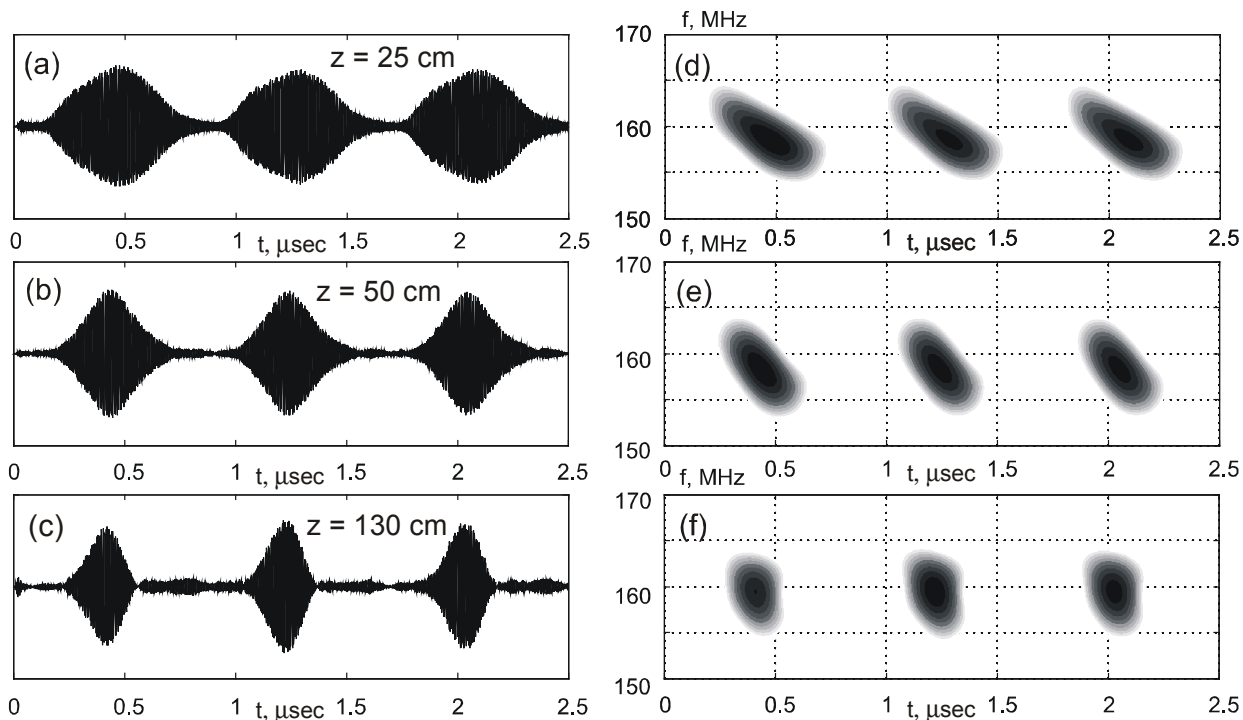 (a)
z = 25 cm
0 0.5 1 t, μsec 1.5 2 2.5
(b)
z = 50 cm
0 0.5 1 t, μsec 1.5 2 2.5
(c)
z = 130 cm
0 0.5 1 t, μsec 1.5 2 2.5
f, MHz
170
(d)
160
150
0 0.5 1 t, μsec 1.5 2 2.5
f, MHz
170
(e)
160
150
0 0.5 1 t, μsec 1.5 2 2.5
f, MHz
170
(f)
160
150
0 0.5 1 t, μsec 1.5 2 2.5